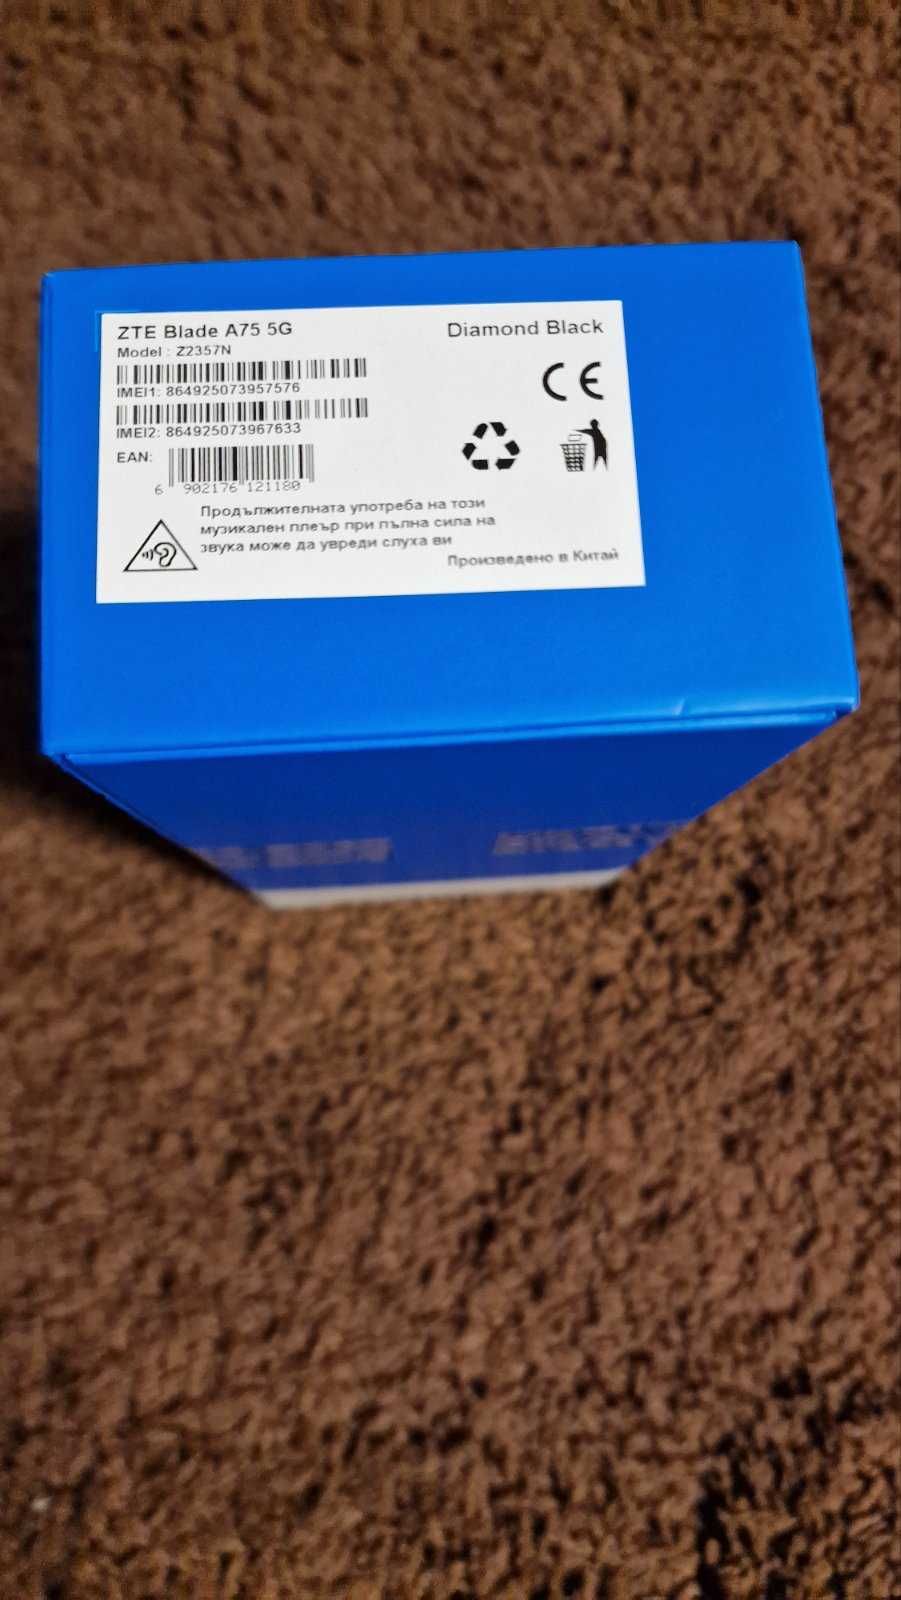 ZTE Blade A75 5G
Diamond Black
Model : Z2357N
IMEI1: 864925073957576
IMEI2: 864925073967633
EAN:
6 902176 121180
CE
Продължителната употреба на този
музикален плеър при пълна сила на
звука може да увреди слуха ви
Произведено в Китай